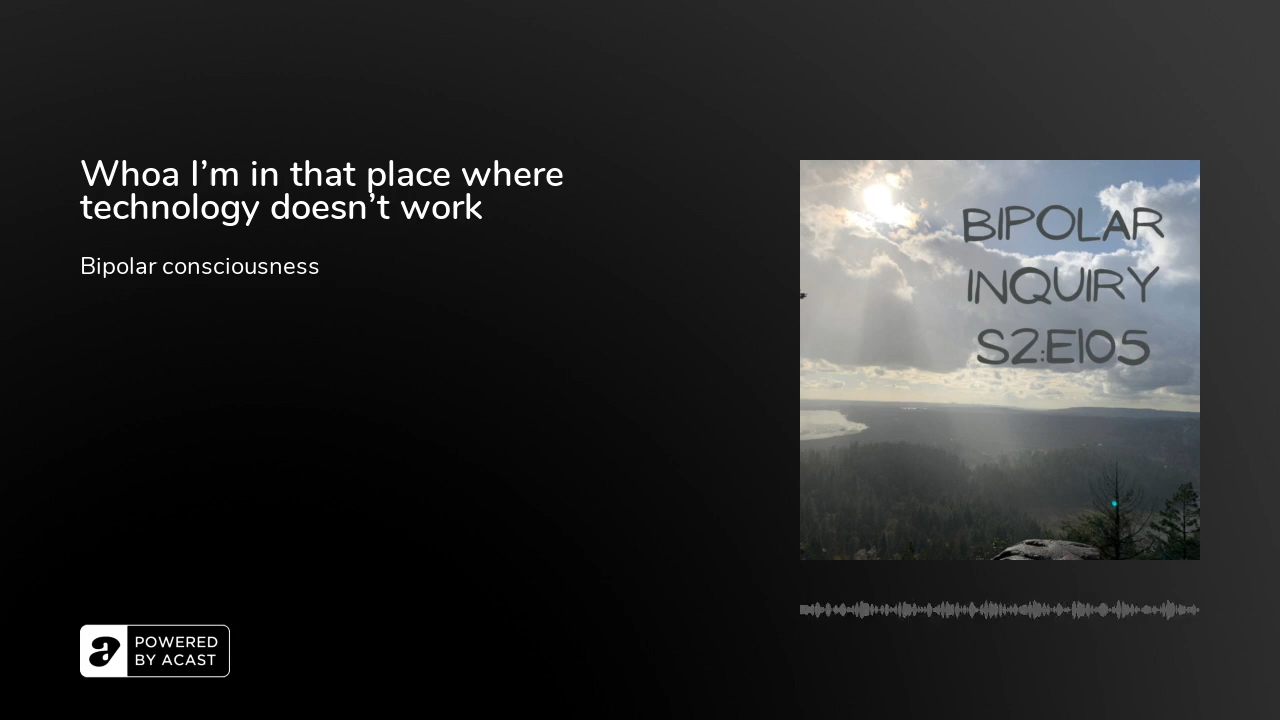 Whoa I’m in that place where
technology doesn’t work
Bipolar consciousness
BIPOLAR
INQUIRY
S2:E105
a
POWERED
BY ACAST